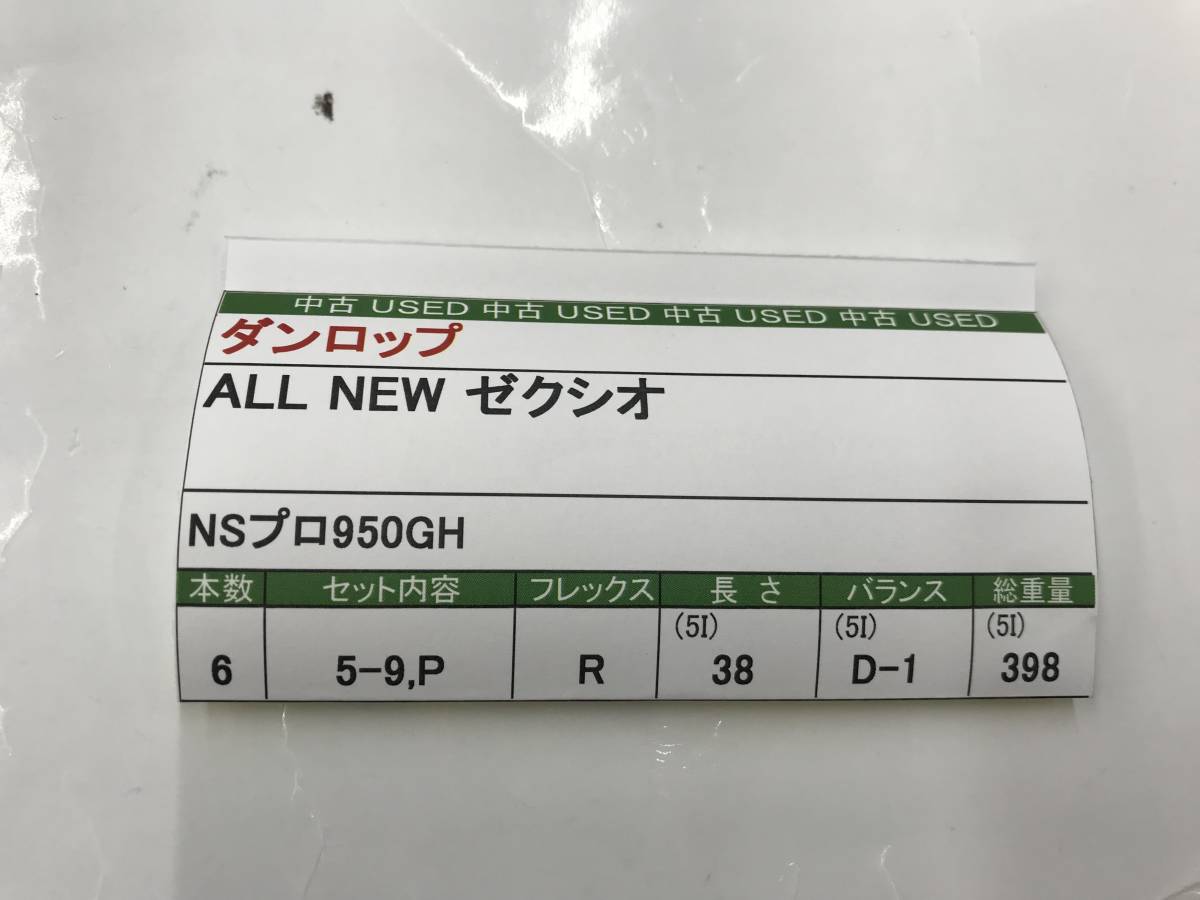 中古 USED 中古 USED 中古 USED 中古 USED
ダンロップ
ALL NEW ゼクシオ
NSプロ950GH
本数 セット内容 フレックス 長さ バランス 総重量
(5I) (5I) (5I)
6 5-9,P R 38 D-1 398